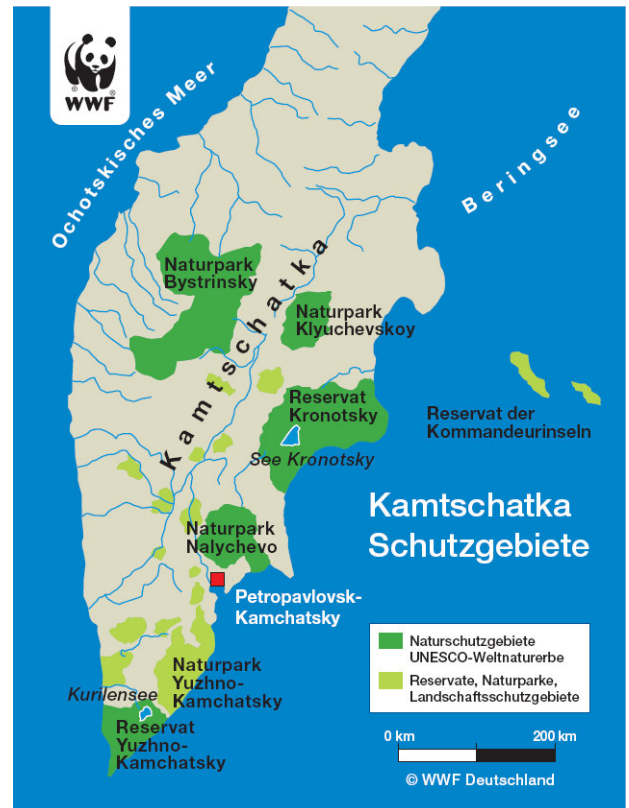 WWF
Ochotskisches Meer
Beringsee
Kamtschatka
Naturpark
Bystrinsky
Naturpark
Klyuchevskoy
Reservat
Kronotsky
See Kronotsky
Reservat der
Kommandeurinseln
Kamtschatka
Schutzgebiete
Naturpark
Nalychevo
Petropavlovsk-
Kamchatsky
Naturschutzgebiete
UNESCO-Weltnaturerbe
Reservate, Naturparke,
Landschaftsschutzgebiete
Naturpark
Yuzhno-
Kamchatsky
Kurilensee
Reservat
Yuzhno-
Kamchatsky
0 km 200 km
© WWF Deutschland